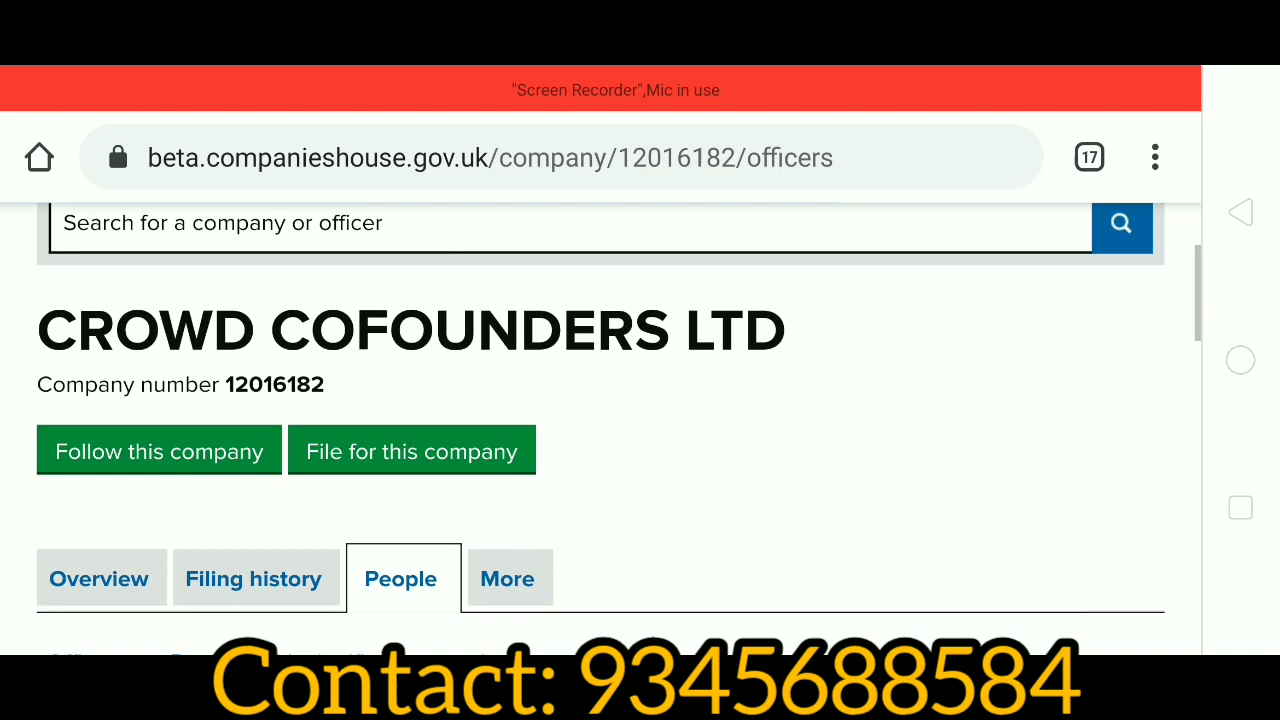 "Screen Recorder",Mic in use
beta.companieshouse.gov.uk/company/12016182/officers
17
Search for a company or officer
CROWD COFOUNDERS LTD
Company number 12016182
Follow this company File for this company
Overview Filing history People More
Contact: 9345688584